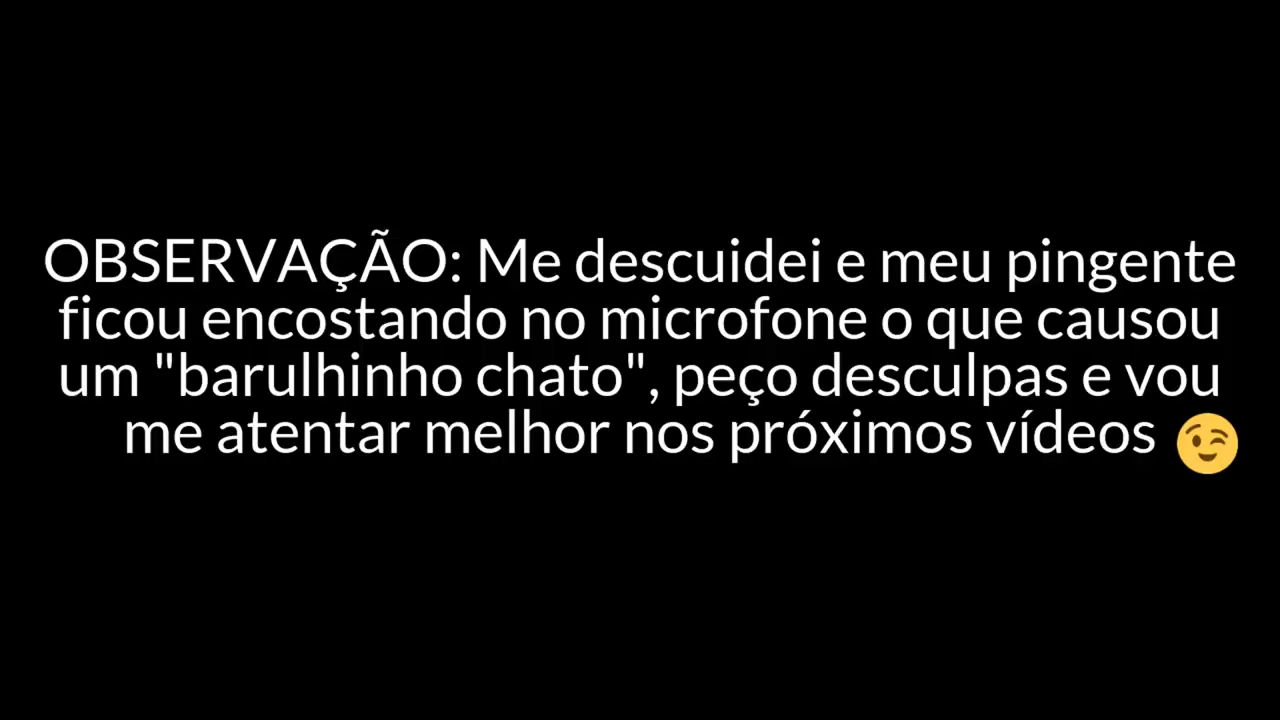 OBSERVAÇÃO: Me descuidei e meu pingente
ficou encostando no microfone o que causou
um "barulhinho chato", peço desculpas e vou
me atentar melhor nos próximos vídeos 😉